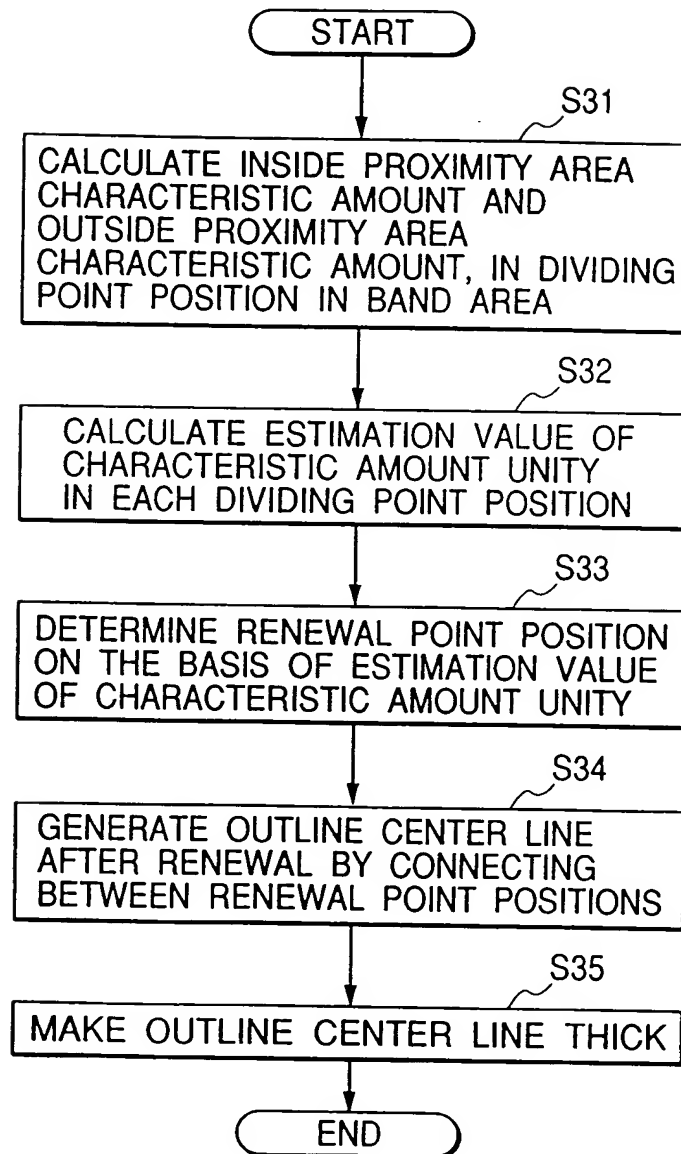 START
S31
CALCULATE INSIDE PROXIMITY AREA
CHARACTERISTIC AMOUNT AND
OUTSIDE PROXIMITY AREA
CHARACTERISTIC AMOUNT, IN DIVIDING
POINT POSITION IN BAND AREA
S32
CALCULATE ESTIMATION VALUE OF
CHARACTERISTIC AMOUNT UNITY
IN EACH DIVIDING POINT POSITION
S33
DETERMINE RENEWAL POINT POSITION
ON THE BASIS OF ESTIMATION VALUE
OF CHARACTERISTIC AMOUNT UNITY
S34
GENERATE OUTLINE CENTER LINE
AFTER RENEWAL BY CONNECTING
BETWEEN RENEWAL POINT POSITIONS
S35
MAKE OUTLINE CENTER LINE THICK
END